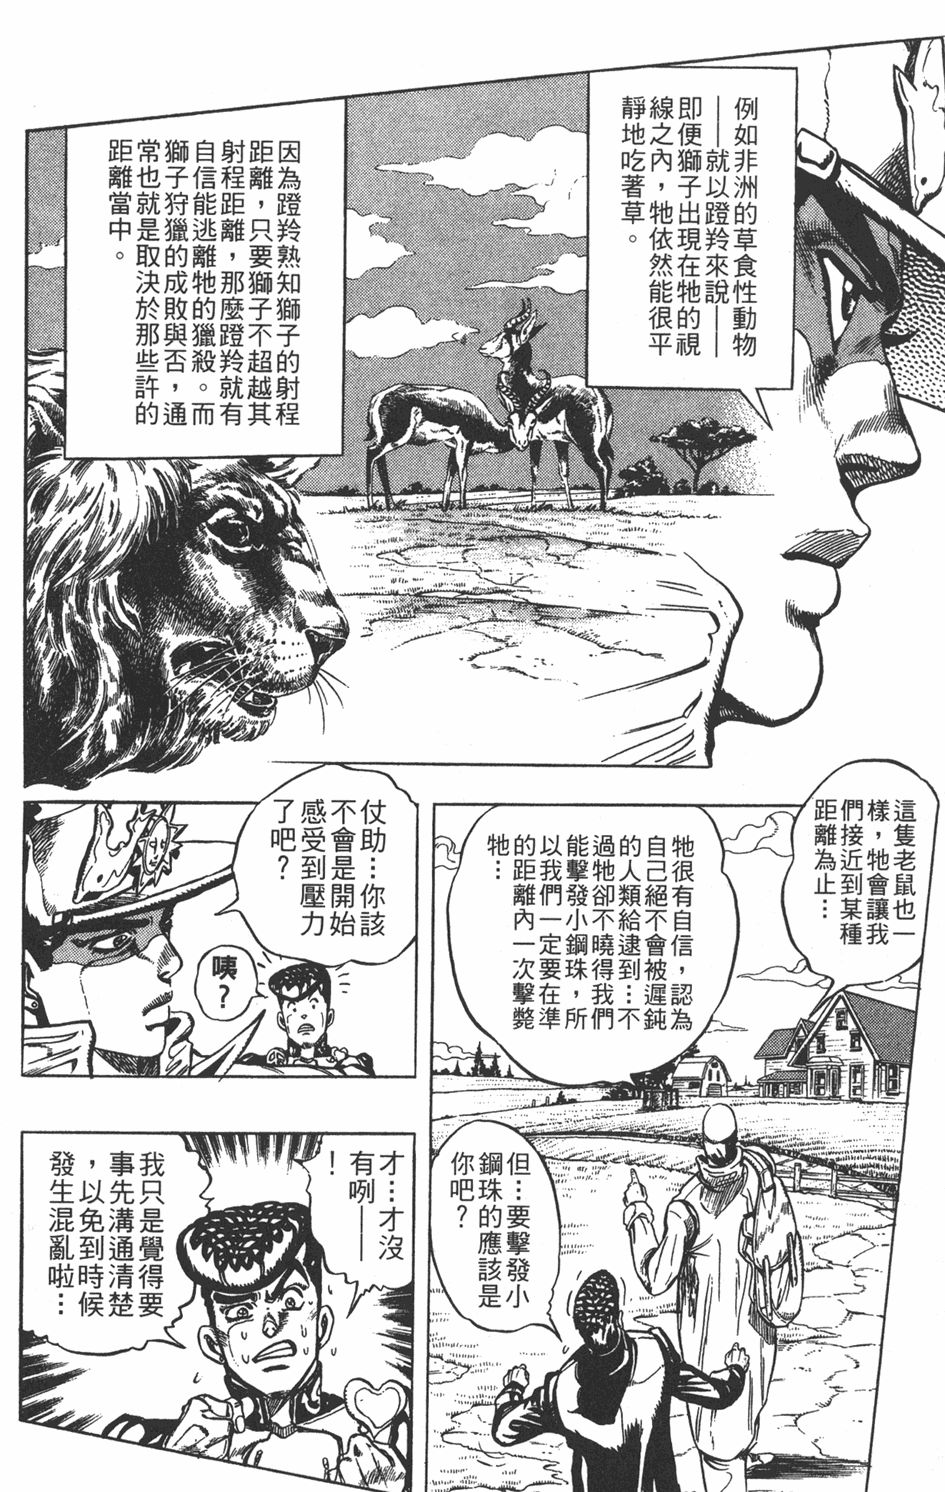 例如非洲的草食性動物
——就以蹬羚來說——
即便獅子出現在牠的視
線之內，牠依然能很平
靜地吃著草。
因為蹬羚熟知獅子的射程
距離，只要獅子不超越其
射程距離，那麼蹬羚就有
自信能逃離牠的獵殺。而
獅子狩獵的成敗與否，通
常也就是取決於那些許的
距離當中。
這隻老鼠也一
樣，牠會讓我
們接近到某種
距離為止…
牠很有自信，認為
自己絕不會被遲鈍
的人類給逮到…不
過牠卻不曉得我們
能擊發小鋼珠，所
以我們一定要在準
的距離內一次擊斃
牠…
但…要擊發小
鋼珠的應該是
你吧？
仗助…你該
不會是開始
感受到壓力
了吧？
咦？
才…才沒
有咧——
！
我只是覺得要
事先溝通清楚
，以免到時候
發生混亂啦…